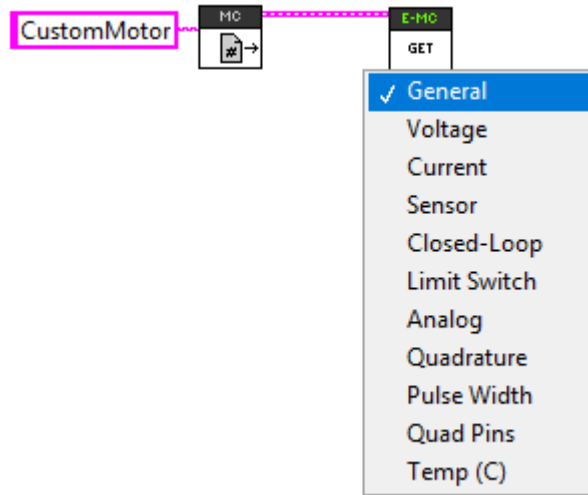 MC
E-MC
CustomMotor
#
GET
General
Voltage
Current
Sensor
Closed-Loop
Limit Switch
Analog
Quadrature
Pulse Width
Quad Pins
Temp (C)